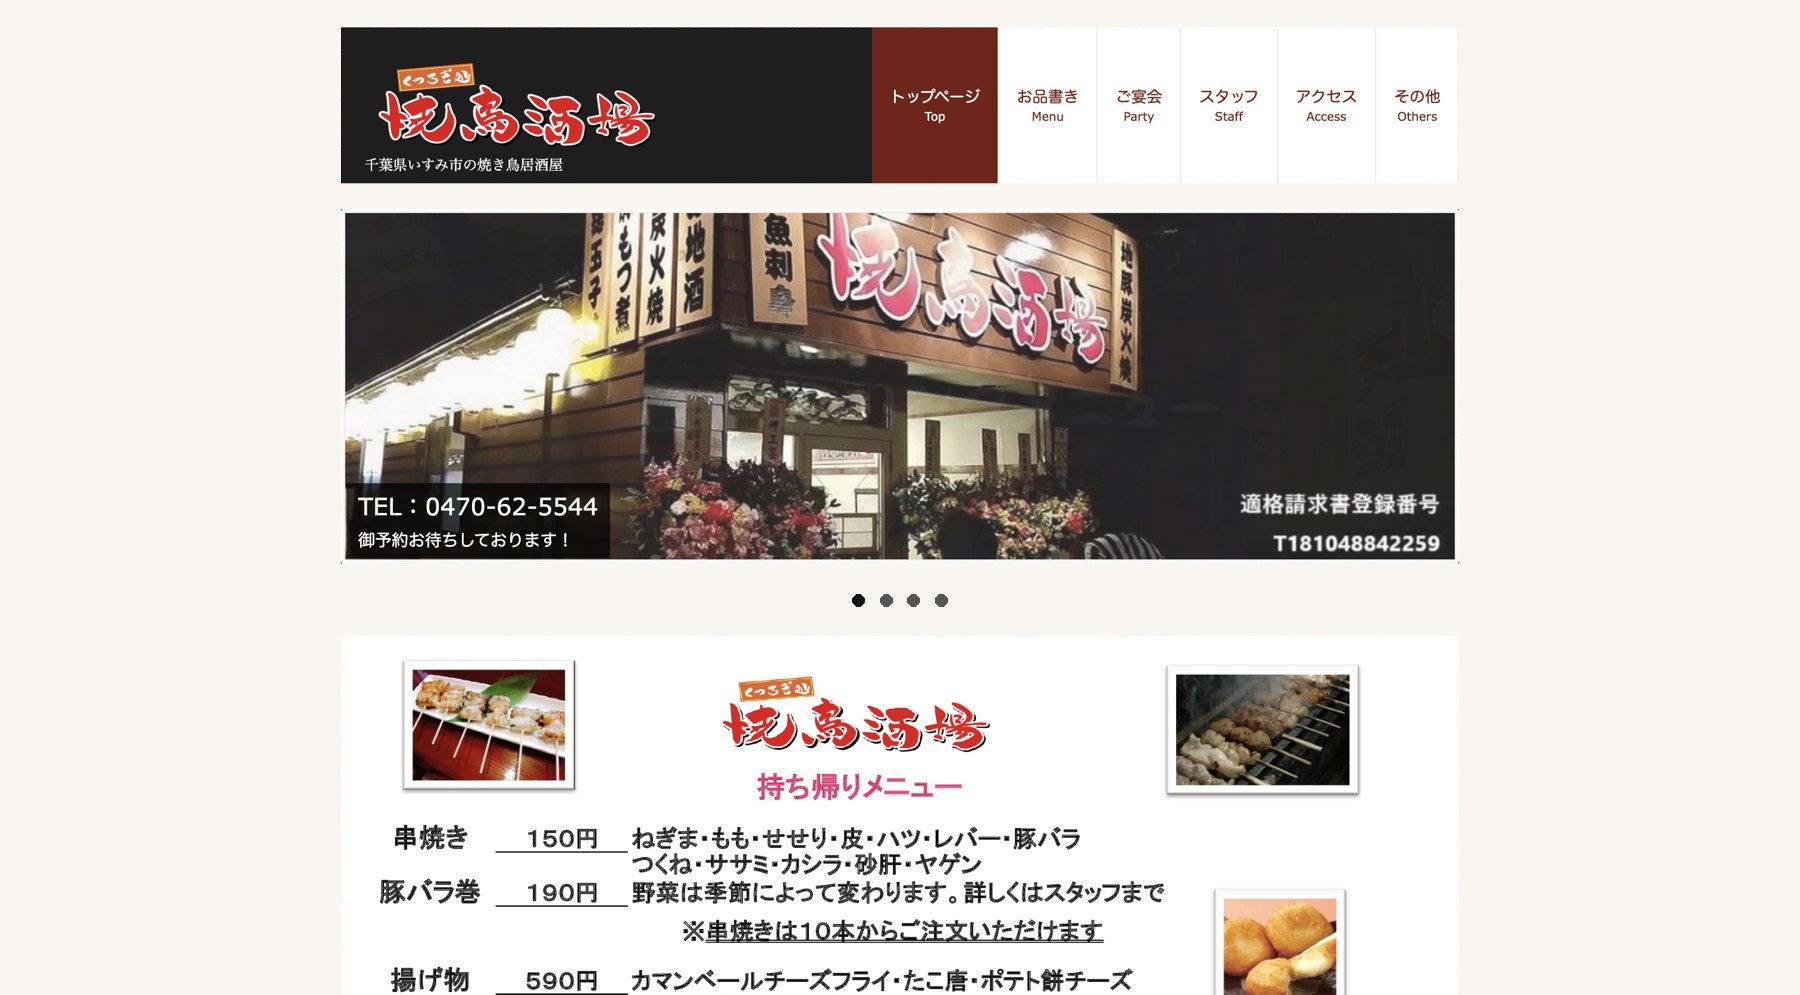 くつろぎ処
焼鳥酒場
千葉県いすみ市の焼き鳥居酒屋
トップページ
Top
お品書き
Menu
ご宴会
Party
スタッフ
Staff
アクセス
Access
その他
Others
玉子
もつ煮
炭火焼
地酒
魚刺身
焼鳥酒場
地豚炭火焼
TEL：0470-62-5544
御予約お待ちしております！
適格請求書登録番号
T181048842259
くつろぎ処
焼鳥酒場
持ち帰りメニュー
串焼き 150円 ねぎま・もも・せせり・皮・ハツ・レバー・豚バラ
つくね・ササミ・カシラ・砂肝・ヤゲン
豚バラ巻 190円 野菜は季節によって変わります。詳しくはスタッフまで
※串焼きは10本からご注文いただけます
揚げ物 590円 カマンベールチーズフライ・たこ唐・ポテト餅チーズ